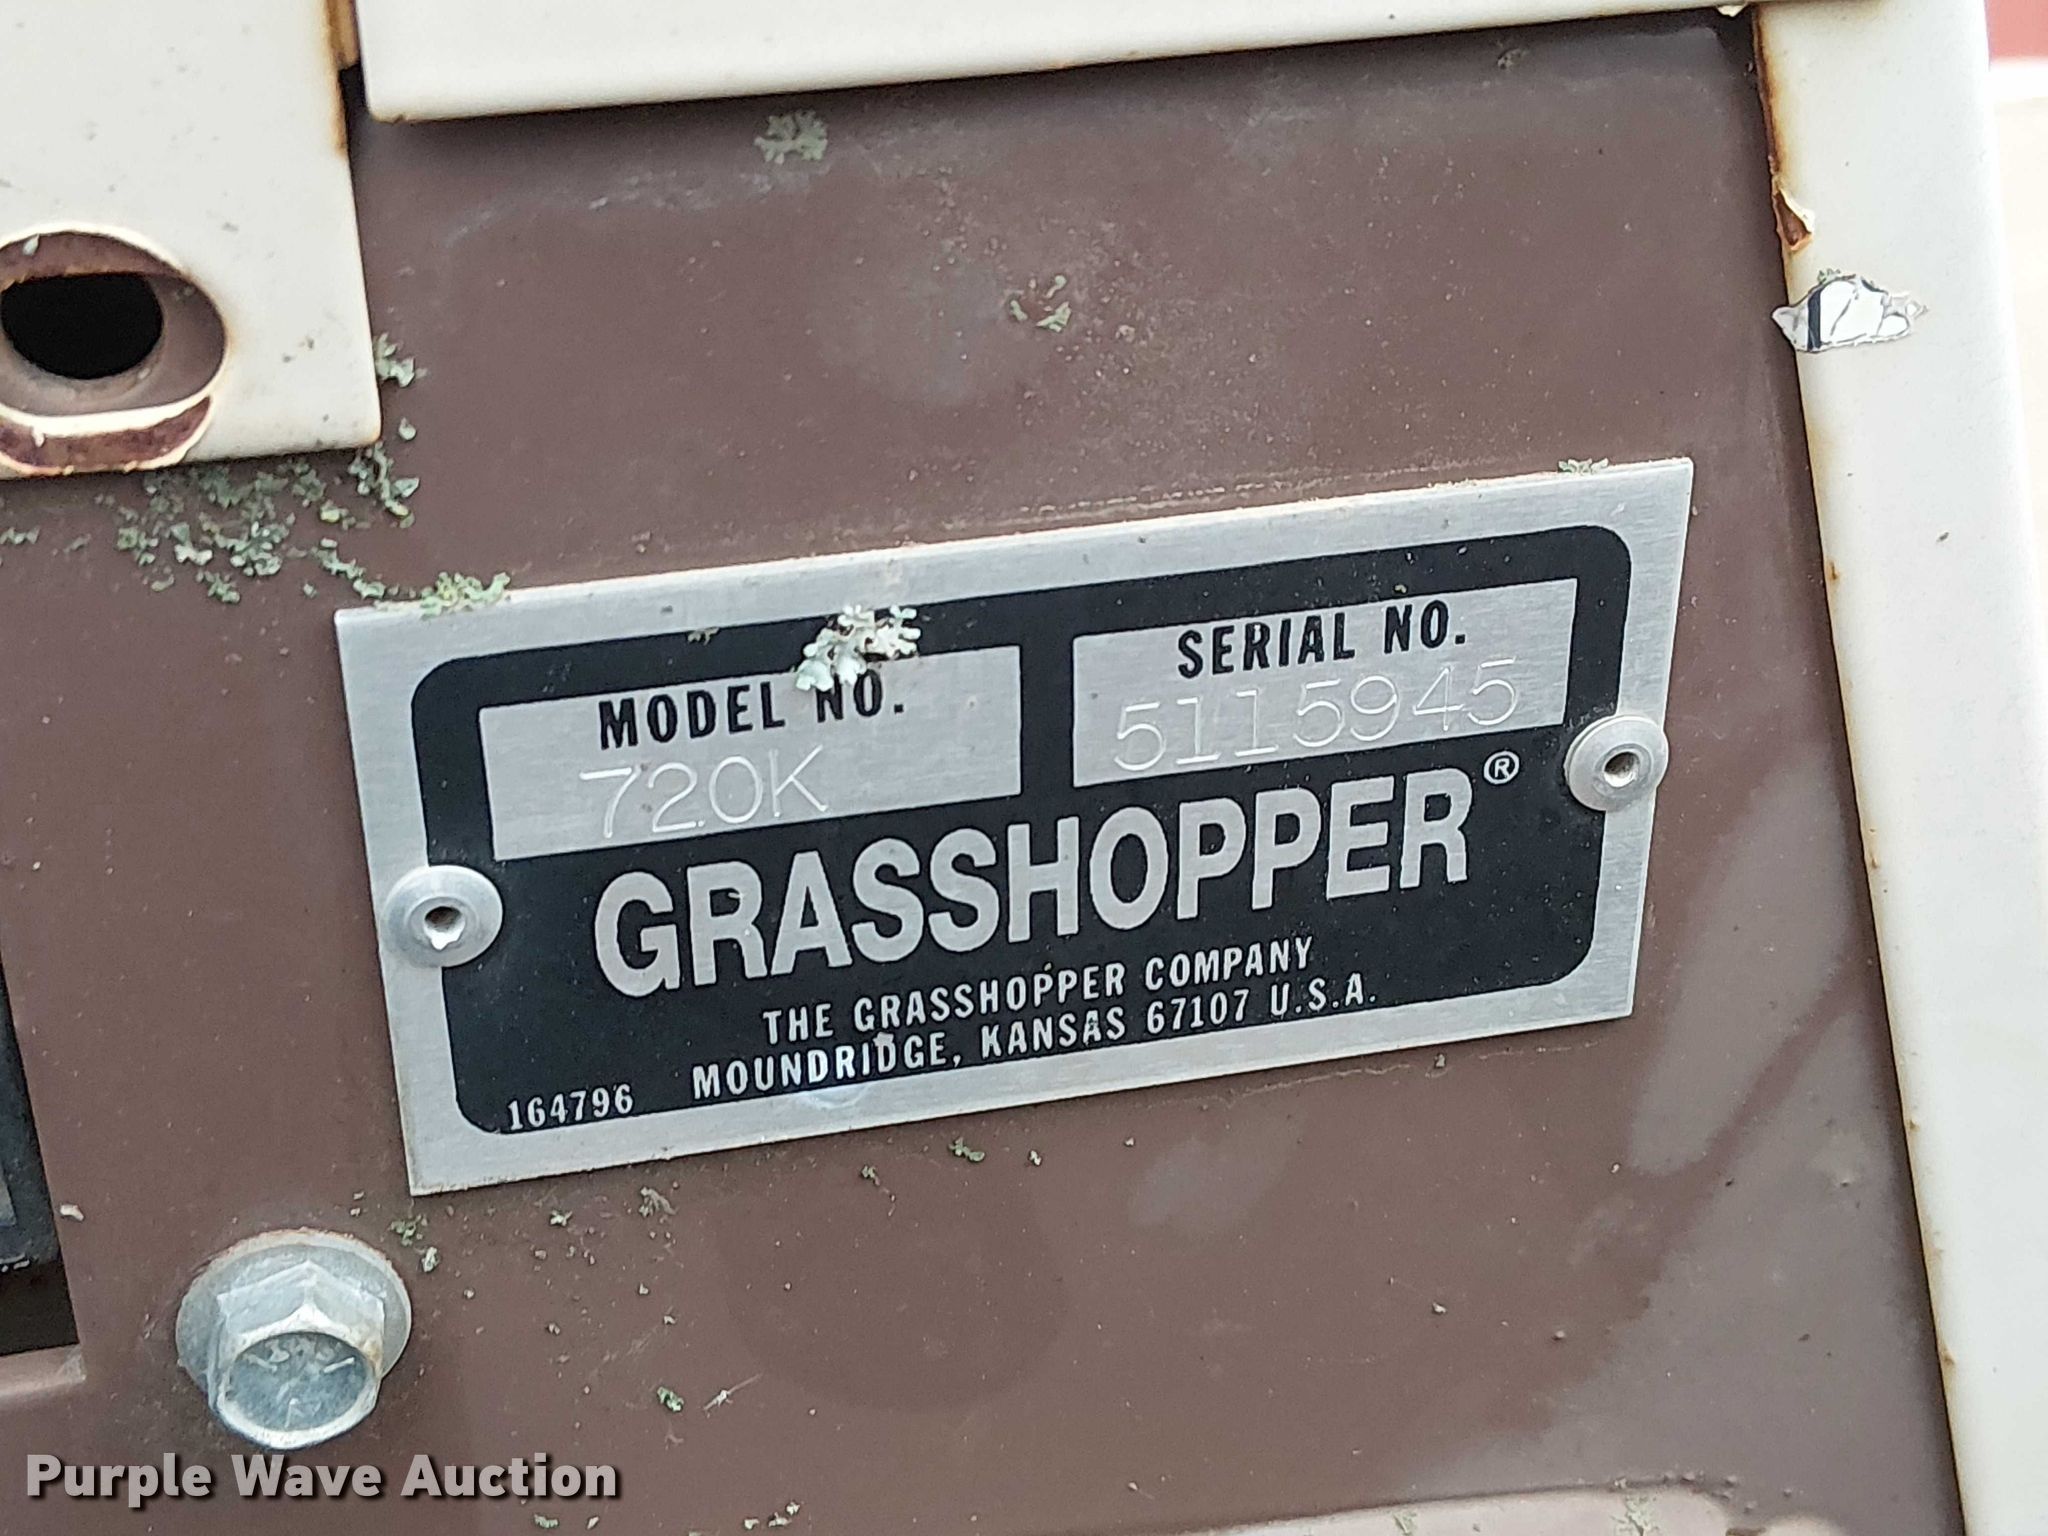 MODEL NO.
720K
SERIAL NO.
5115945
GRASSHOPPER®
THE GRASSHOPPER COMPANY
MOUNDRIDGE, KANSAS 67107 U.S.A.
164796
Purple Wave Auction